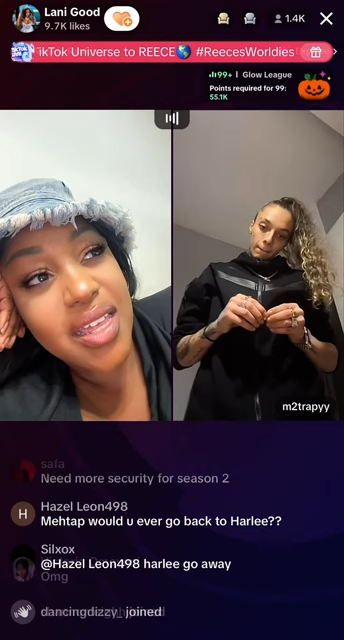 Lani Good
9.7K likes
1.4K
TikTok Universe to REECE🌎 #ReecesWorldies
99+ | Glow League
Points required for 99:
55.1K
m2trapyy
safa
Need more security for season 2
H
Hazel Leon498
Mehtap would u ever go back to Harlee??
Silxox
@Hazel Leon498 harlee go away
Omg
dancingdizzy_ joined